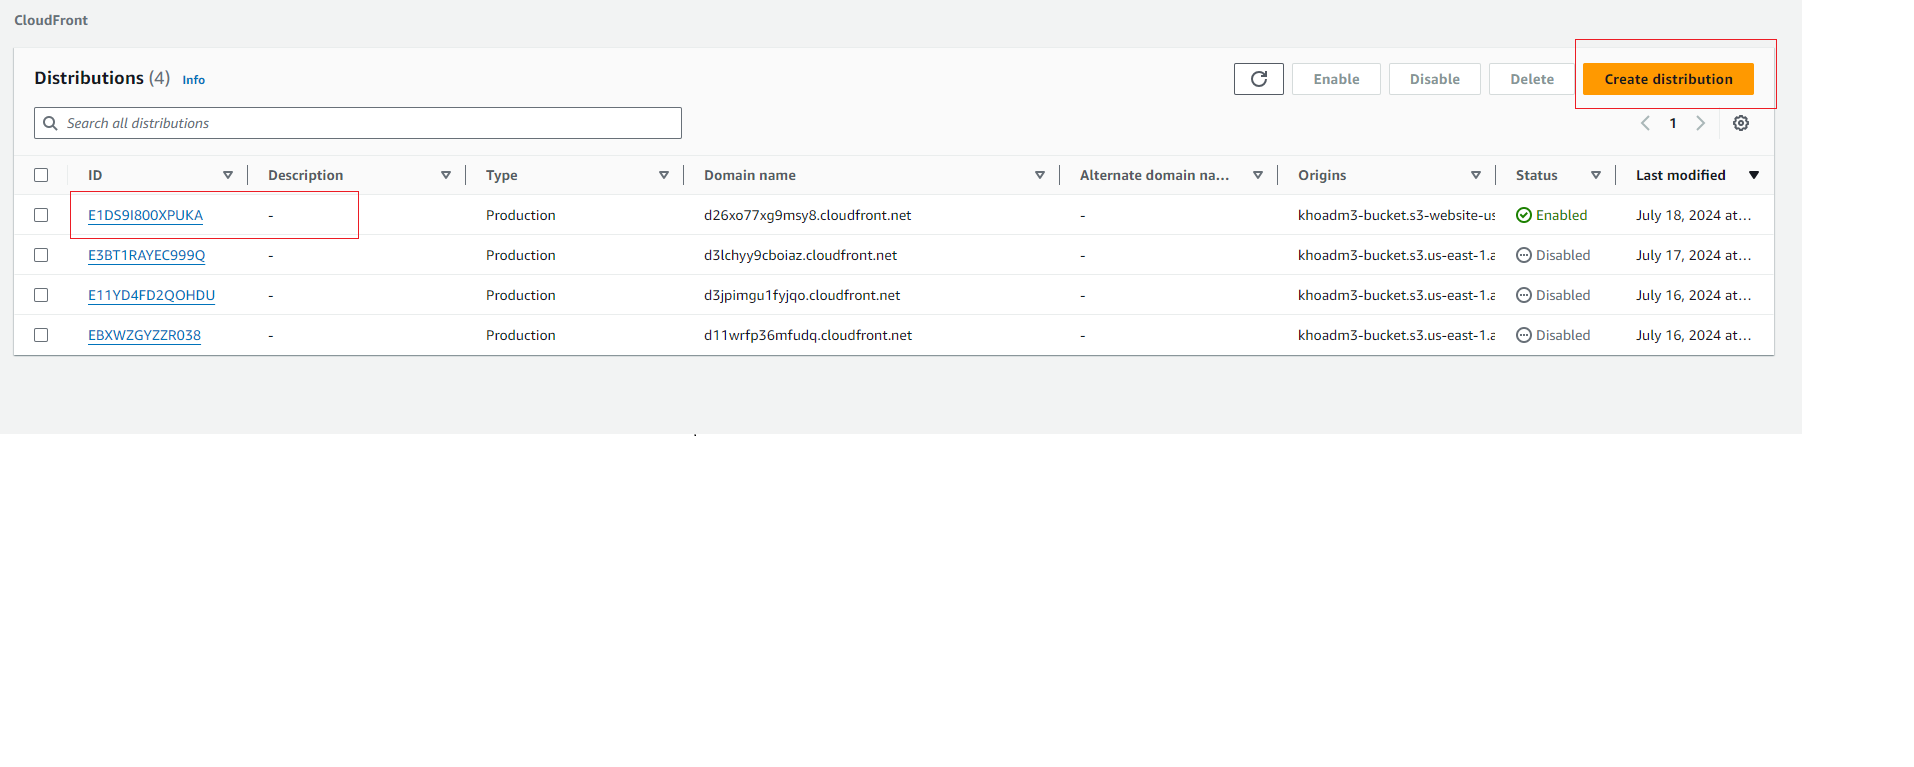 CloudFront
Distributions (4) Info
Enable Disable Delete Create distribution
Search all distributions
1
ID Description Type Domain name Alternate domain na... Origins Status Last modified
E1DS9I800XPUKA - Production d26xo77xg9msy8.cloudfront.net - khoadm3-bucket.s3-website-us Enabled July 18, 2024 at...
E3BT1RAYEC999Q - Production d3lchyy9cboiaz.cloudfront.net - khoadm3-bucket.s3.us-east-1.a Disabled July 17, 2024 at...
E11YD4FD2QOHDU - Production d3jpimgu1fyjqo.cloudfront.net - khoadm3-bucket.s3.us-east-1.a Disabled July 16, 2024 at...
EBXWZGYZZR038 - Production d11wrfp36mfudq.cloudfront.net - khoadm3-bucket.s3.us-east-1.a Disabled July 16, 2024 at...